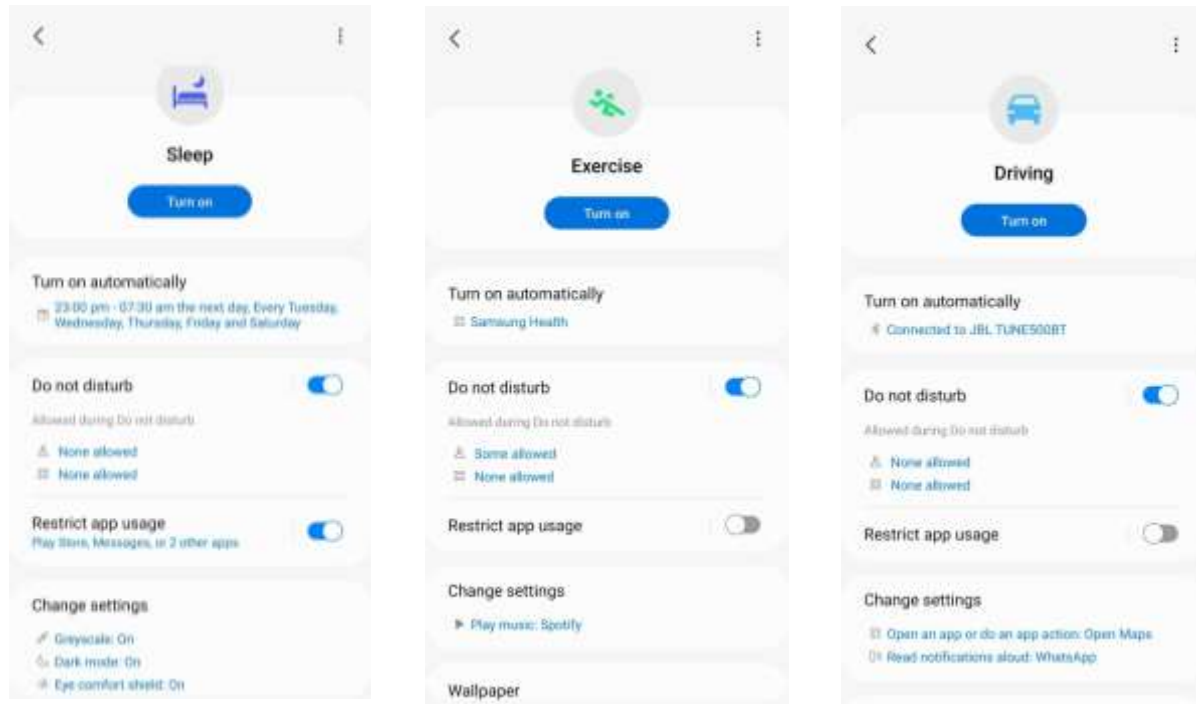 Sleep
Turn on
Turn on automatically
23:00 pm - 07:30 am the next day, Every Tuesday,
Wednesday, Thursday, Friday and Saturday
Do not disturb
Allowed during Do not disturb
None allowed
None allowed
Restrict app usage
Play Store, Messages, or 2 other apps
Change settings
Greyscale: On
Dark mode: On
Eye comfort shield: On
Exercise
Turn on
Turn on automatically
Samsung Health
Do not disturb
Allowed during Do not disturb
Some allowed
None allowed
Restrict app usage
Change settings
Play music: Spotify
Wallpaper
Driving
Turn on
Turn on automatically
Connected to JBL TUNE500BT
Do not disturb
Allowed during Do not disturb
None allowed
None allowed
Restrict app usage
Change settings
Open an app or do an app action: Open Maps
Read notifications aloud: WhatsApp